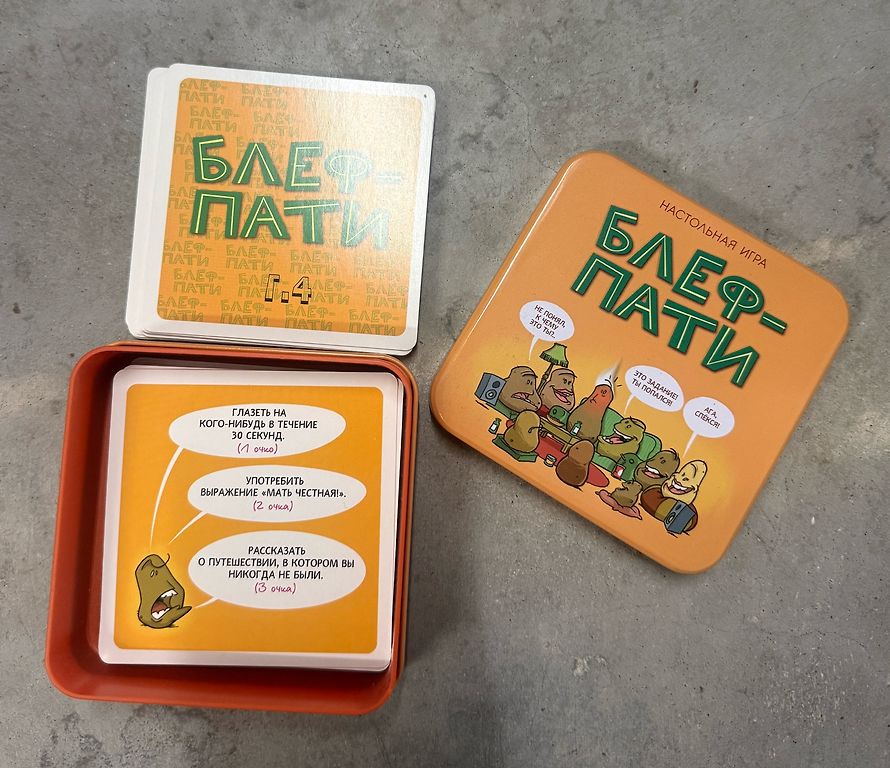 БЛЕФ-
ПАТИ
Г.4
ГЛАЗЕТЬ НА
КОГО-НИБУДЬ В ТЕЧЕНИЕ
30 СЕКУНД.
(1 очко)
УПОТРЕБИТЬ
ВЫРАЖЕНИЕ «МАТЬ ЧЕСТНАЯ!».
(2 очка)
РАССКАЗАТЬ
О ПУТЕШЕСТВИИ, В КОТОРОМ ВЫ
НИКОГДА НЕ БЫЛИ.
(3 очка)
НАСТОЛЬНАЯ ИГРА
БЛЕФ-
ПАТИ
НЕ ПОНЯЛ,
К ЧЕМУ
ЭТО ТЫ?..
ЭТО ЗАДАНИЕ!
ТЫ ПОПАЛСЯ!
АГА,
СПЁКСЯ!